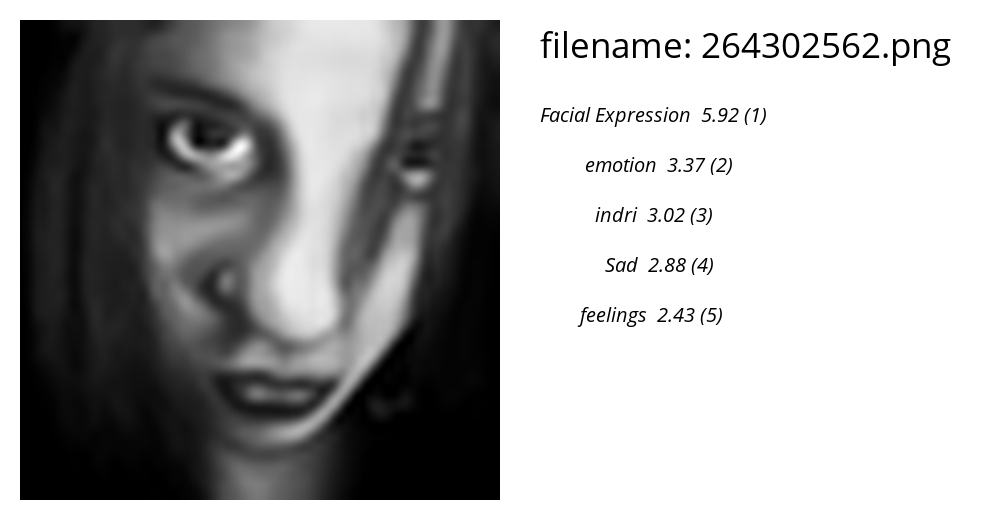 filename: 264302562.png
Facial Expression 5.92 (1)
emotion 3.37 (2)
indri 3.02 (3)
Sad 2.88 (4)
feelings 2.43 (5)